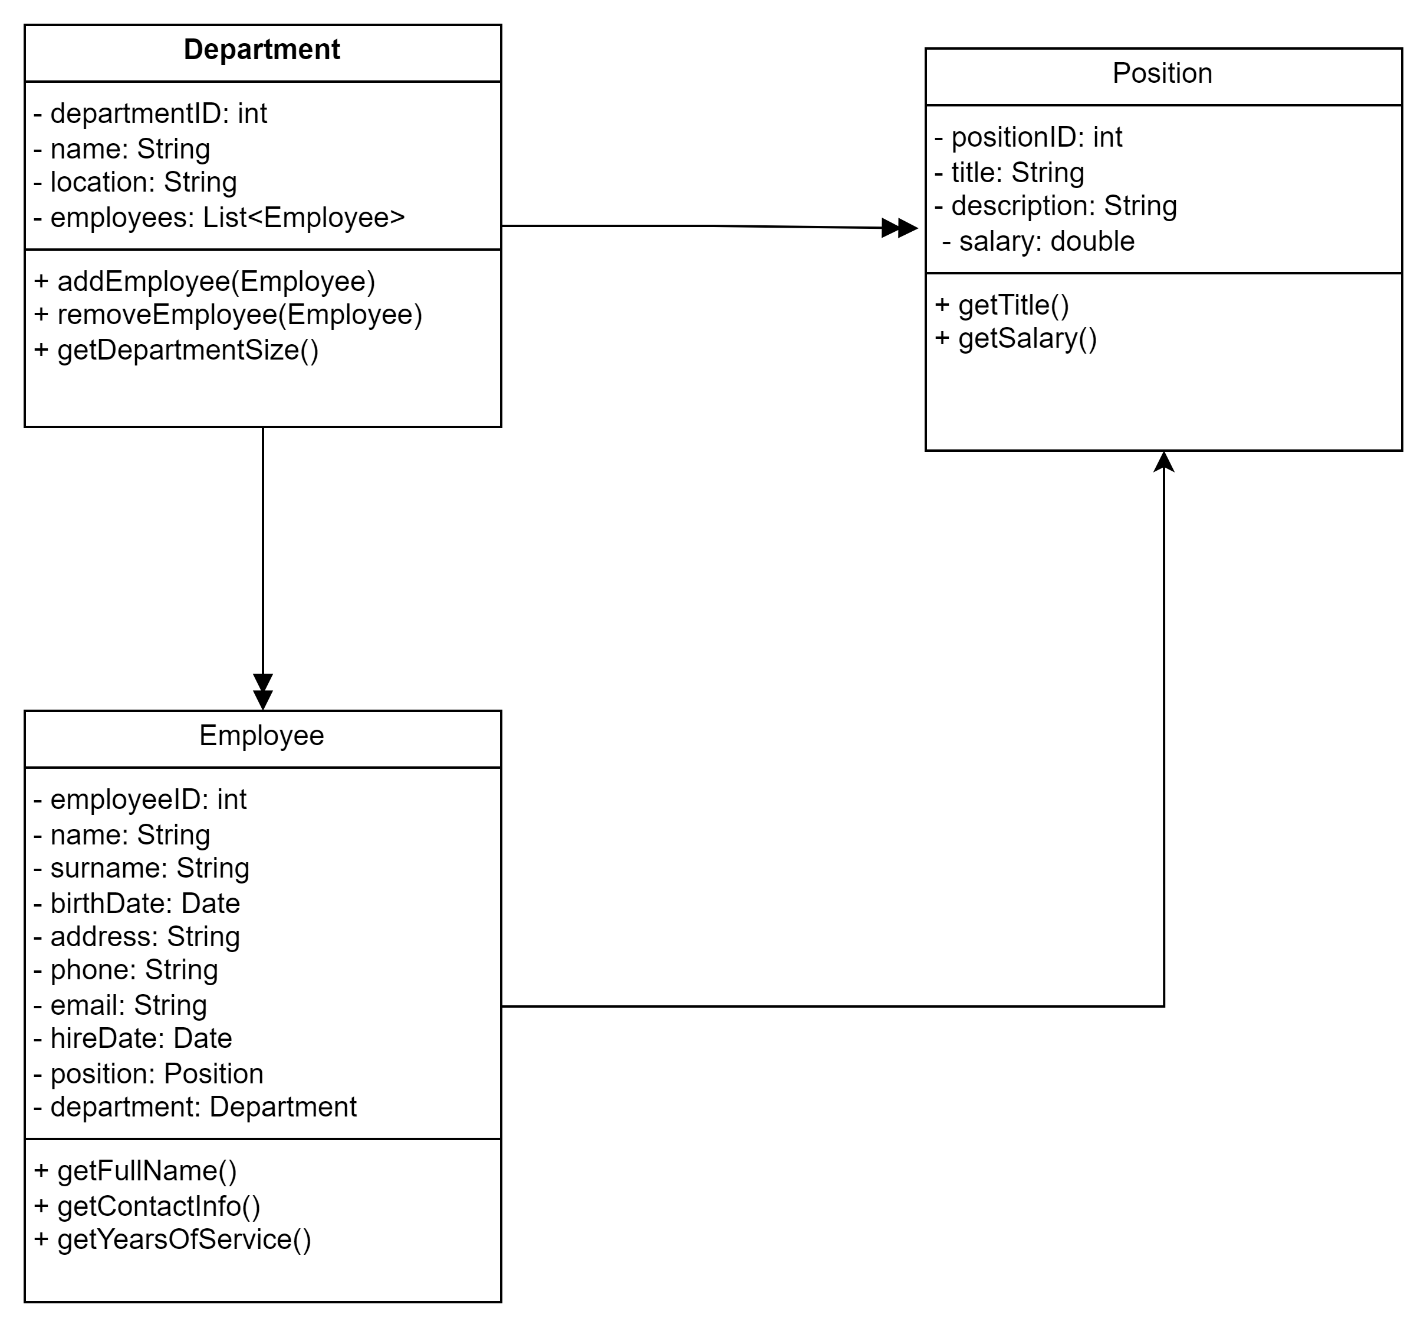 Department
- departmentID: int
- name: String
- location: String
- employees: List<Employee>
+ addEmployee(Employee)
+ removeEmployee(Employee)
+ getDepartmentSize()
Position
- positionID: int
- title: String
- description: String
- salary: double
+ getTitle()
+ getSalary()
Employee
- employeeID: int
- name: String
- surname: String
- birthDate: Date
- address: String
- phone: String
- email: String
- hireDate: Date
- position: Position
- department: Department
+ getFullName()
+ getContactInfo()
+ getYearsOfService()